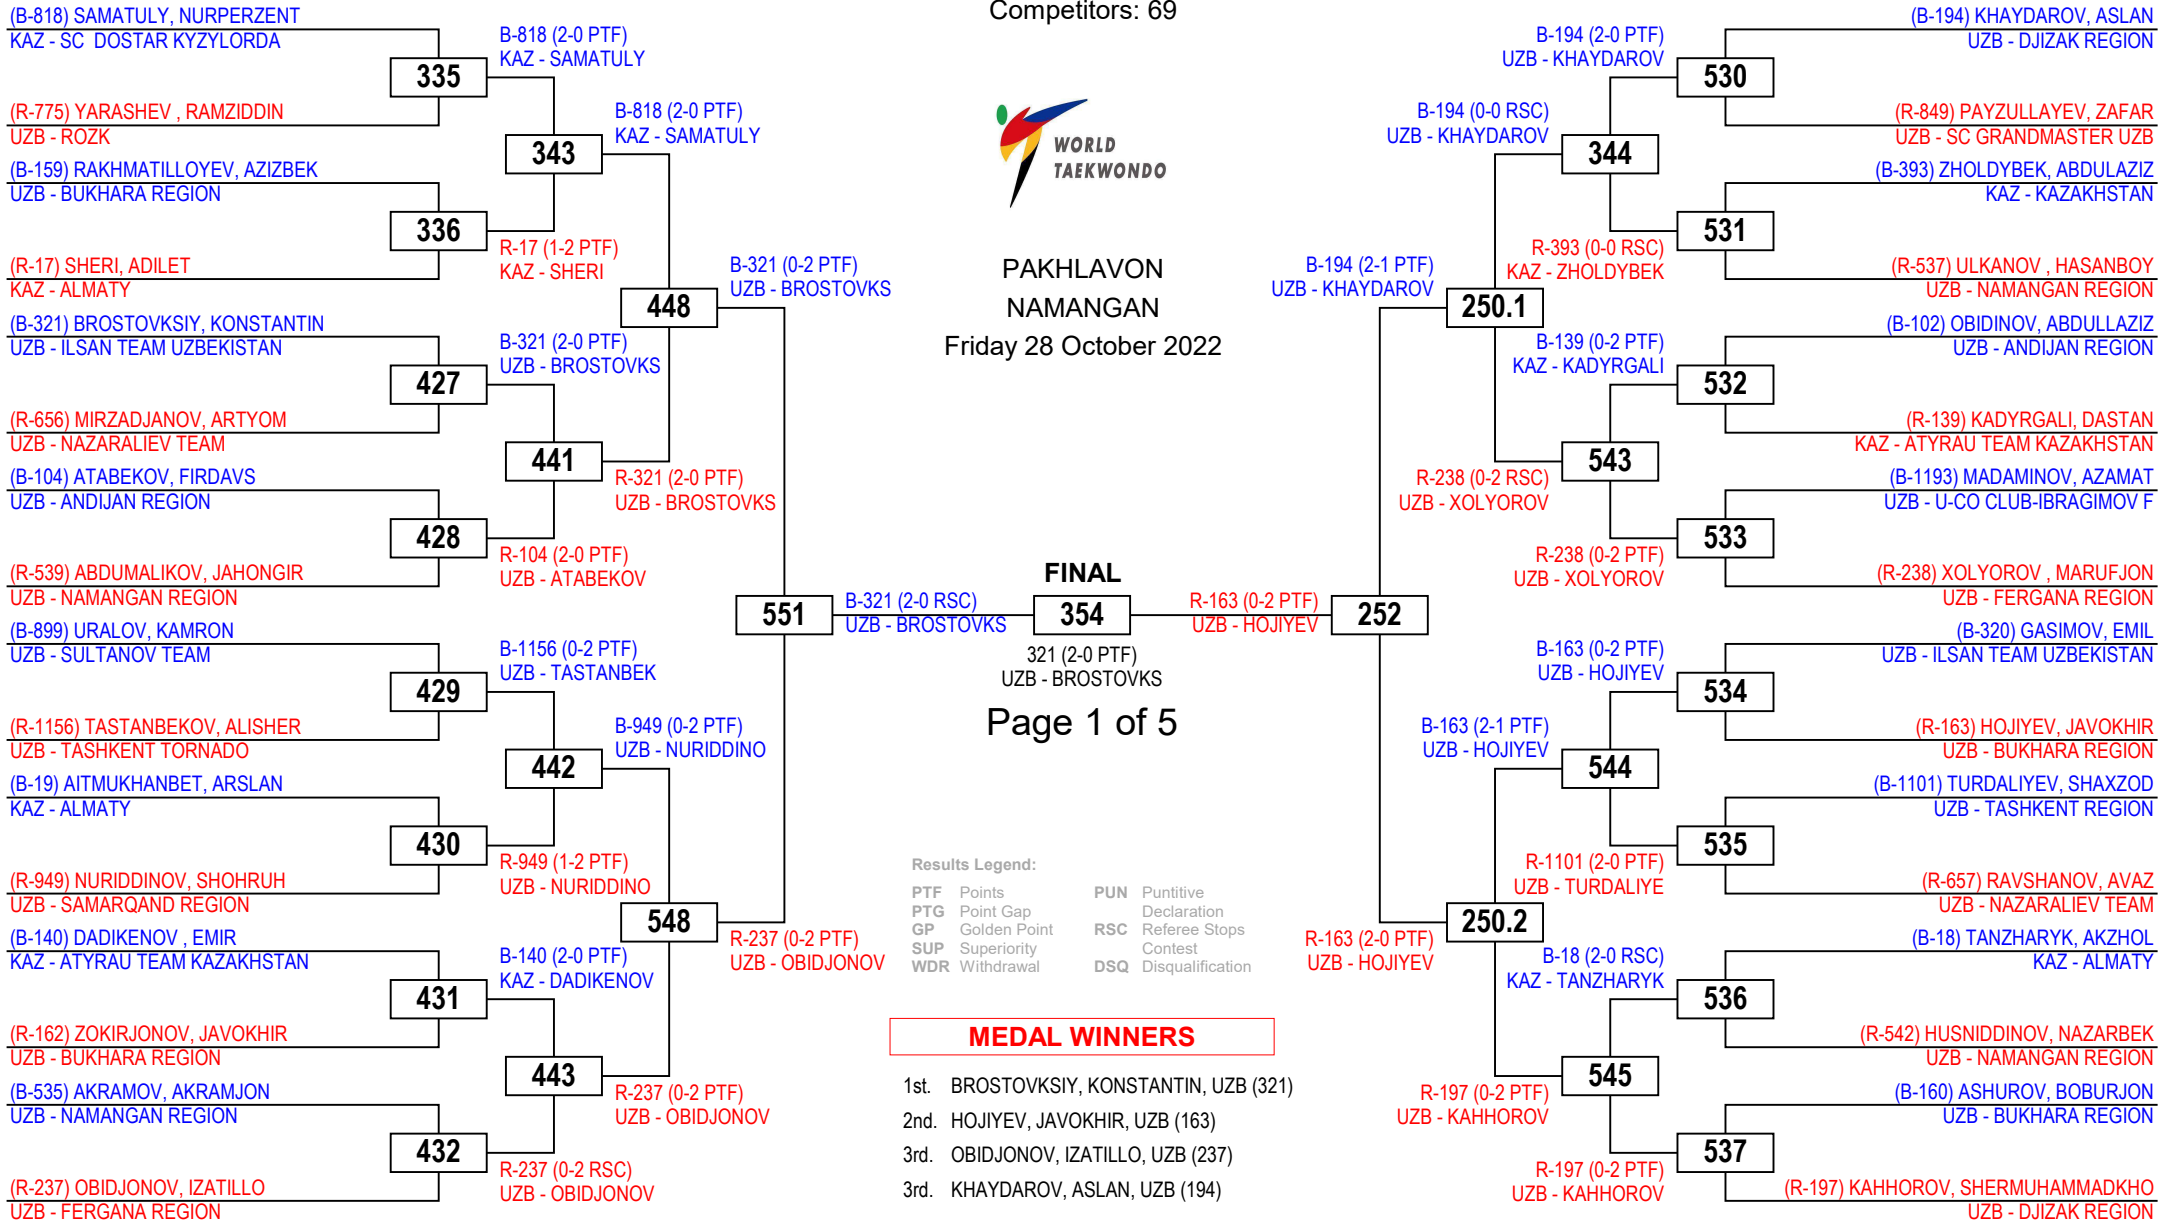 Competitors: 69
(B-818) SAMATULY, NURPERZENT
KAZ - SC  DOSTAR KYZYLORDA
(R-775) YARASHEV , RAMZIDDIN
UZB - ROZK
(B-159) RAKHMATILLOYEV, AZIZBEK
UZB - BUKHARA REGION
(R-17) SHERI, ADILET
KAZ - ALMATY
(B-321) BROSTOVKSIY, KONSTANTIN
UZB - ILSAN TEAM UZBEKISTAN
(R-656) MIRZADJANOV, ARTYOM
UZB - NAZARALIEV TEAM
(B-104) ATABEKOV, FIRDAVS
UZB - ANDIJAN REGION
(R-539) ABDUMALIKOV, JAHONGIR
UZB - NAMANGAN REGION
(B-899) URALOV, KAMRON
UZB - SULTANOV TEAM
(R-1156) TASTANBEKOV, ALISHER
UZB - TASHKENT TORNADO
(B-19) AITMUKHANBET, ARSLAN
KAZ - ALMATY
(R-949) NURIDDINOV, SHOHRUH
UZB - SAMARQAND REGION
(B-140) DADIKENOV , EMIR
KAZ - ATYRAU TEAM KAZAKHSTAN
(R-162) ZOKIRJONOV, JAVOKHIR
UZB - BUKHARA REGION
(B-535) AKRAMOV, AKRAMJON
UZB - NAMANGAN REGION
(R-237) OBIDJONOV, IZATILLO
UZB - FERGANA REGION
335
336
427
428
429
430
431
432
B-818 (2-0 PTF)
KAZ - SAMATULY
R-17 (1-2 PTF)
KAZ - SHERI
B-321 (2-0 PTF)
UZB - BROSTOVKS
R-104 (2-0 PTF)
UZB - ATABEKOV
B-1156 (0-2 PTF)
UZB - TASTANBEK
R-949 (1-2 PTF)
UZB - NURIDDINO
B-140 (2-0 PTF)
KAZ - DADIKENOV
R-237 (0-2 RSC)
UZB - OBIDJONOV
343
441
442
443
B-818 (2-0 PTF)
KAZ - SAMATULY
R-321 (2-0 PTF)
UZB - BROSTOVKS
B-949 (0-2 PTF)
UZB - NURIDDINO
R-237 (0-2 PTF)
UZB - OBIDJONOV
448
548
B-321 (0-2 PTF)
UZB - BROSTOVKS
R-237 (0-2 PTF)
UZB - OBIDJONOV
551
B-321 (2-0 RSC)
UZB - BROSTOVKS
WORLD
TAEKWONDO
PAKHLAVON
NAMANGAN
Friday 28 October 2022
FINAL
354
321 (2-0 PTF)
UZB - BROSTOVKS
Page 1 of 5
Results Legend:
PTF Points
PTG Point Gap
GP Golden Point
SUP Superiority
WDR Withdrawal
PUN Puntitive
Declaration
RSC Referee Stops
Contest
DSQ Disqualification
MEDAL WINNERS
1st. BROSTOVKSIY, KONSTANTIN, UZB (321)
2nd. HOJIYEV, JAVOKHIR, UZB (163)
3rd. OBIDJONOV, IZATILLO, UZB (237)
3rd. KHAYDAROV, ASLAN, UZB (194)
R-163 (0-2 PTF)
UZB - HOJIYEV
252
B-194 (2-1 PTF)
UZB - KHAYDAROV
R-163 (2-0 PTF)
UZB - HOJIYEV
250.1
250.2
B-194 (0-0 RSC)
UZB - KHAYDAROV
R-238 (0-2 RSC)
UZB - XOLYOROV
B-163 (2-1 PTF)
UZB - HOJIYEV
R-197 (0-2 PTF)
UZB - KAHHOROV
344
543
544
545
B-194 (2-0 PTF)
UZB - KHAYDAROV
R-393 (0-0 RSC)
KAZ - ZHOLDYBEK
B-139 (0-2 PTF)
KAZ - KADYRGALI
R-238 (0-2 PTF)
UZB - XOLYOROV
B-163 (0-2 PTF)
UZB - HOJIYEV
R-1101 (2-0 PTF)
UZB - TURDALIYE
B-18 (2-0 RSC)
KAZ - TANZHARYK
R-197 (0-2 PTF)
UZB - KAHHOROV
530
531
532
533
534
535
536
537
(B-194) KHAYDAROV, ASLAN
UZB - DJIZAK REGION
(R-849) PAYZULLAYEV, ZAFAR
UZB - SC GRANDMASTER UZB
(B-393) ZHOLDYBEK, ABDULAZIZ
KAZ - KAZAKHSTAN
(R-537) ULKANOV , HASANBOY
UZB - NAMANGAN REGION
(B-102) OBIDINOV, ABDULLAZIZ
UZB - ANDIJAN REGION
(R-139) KADYRGALI, DASTAN
KAZ - ATYRAU TEAM KAZAKHSTAN
(B-1193) MADAMINOV, AZAMAT
UZB - U-CO CLUB-IBRAGIMOV F
(R-238) XOLYOROV , MARUFJON
UZB - FERGANA REGION
(B-320) GASIMOV, EMIL
UZB - ILSAN TEAM UZBEKISTAN
(R-163) HOJIYEV, JAVOKHIR
UZB - BUKHARA REGION
(B-1101) TURDALIYEV, SHAXZOD
UZB - TASHKENT REGION
(R-657) RAVSHANOV, AVAZ
UZB - NAZARALIEV TEAM
(B-18) TANZHARYK, AKZHOL
KAZ - ALMATY
(R-542) HUSNIDDINOV, NAZARBEK
UZB - NAMANGAN REGION
(B-160) ASHUROV, BOBURJON
UZB - BUKHARA REGION
(R-197) KAHHOROV, SHERMUHAMMADKHO
UZB - DJIZAK REGION